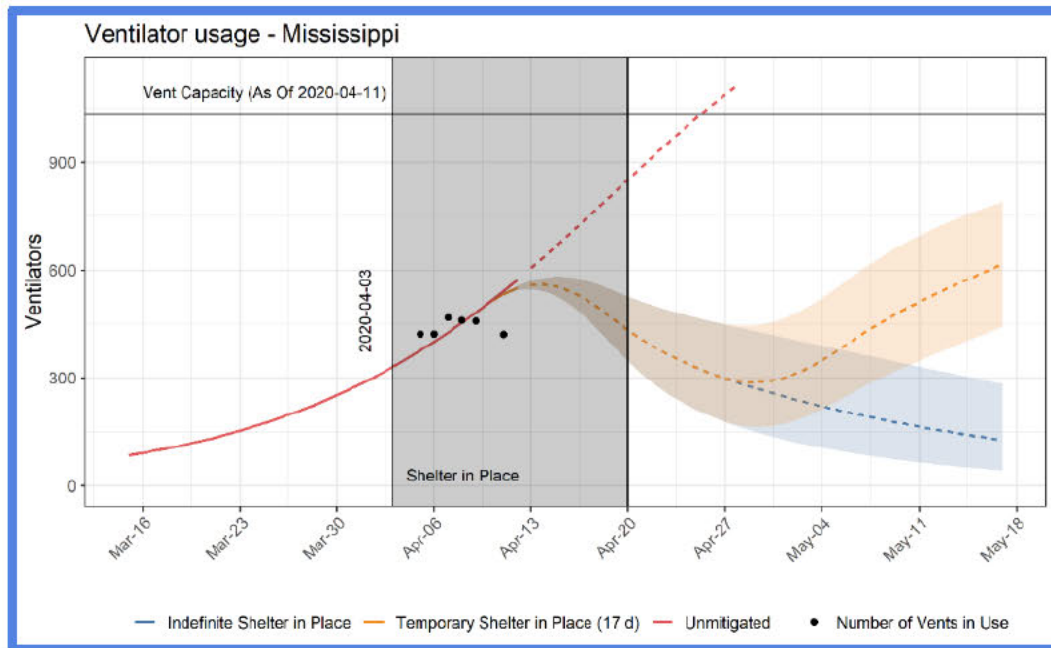 Ventilator usage - Mississippi
Vent Capacity (As Of 2020-04-11)
900
600
300
0
Ventilators
2020-04-03
Shelter in Place
Mar-16
Mar-23
Mar-30
Apr-06
Apr-13
Apr-20
Apr-27
May-04
May-11
May-18
Indefinite Shelter in Place
Temporary Shelter in Place (17 d)
Unmitigated
Number of Vents in Use